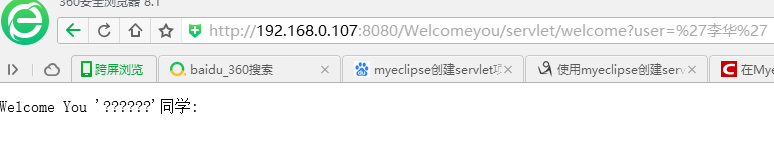 360安全浏览器 8.1
http://192.168.0.107:8080/Welcomeyou/servlet/welcome?user=%27李华%27
跨屏浏览 baidu_360搜索 myeclipse创建servlet项 使用myeclipse创建serv 在Mye
Welcome You '??????'同学: